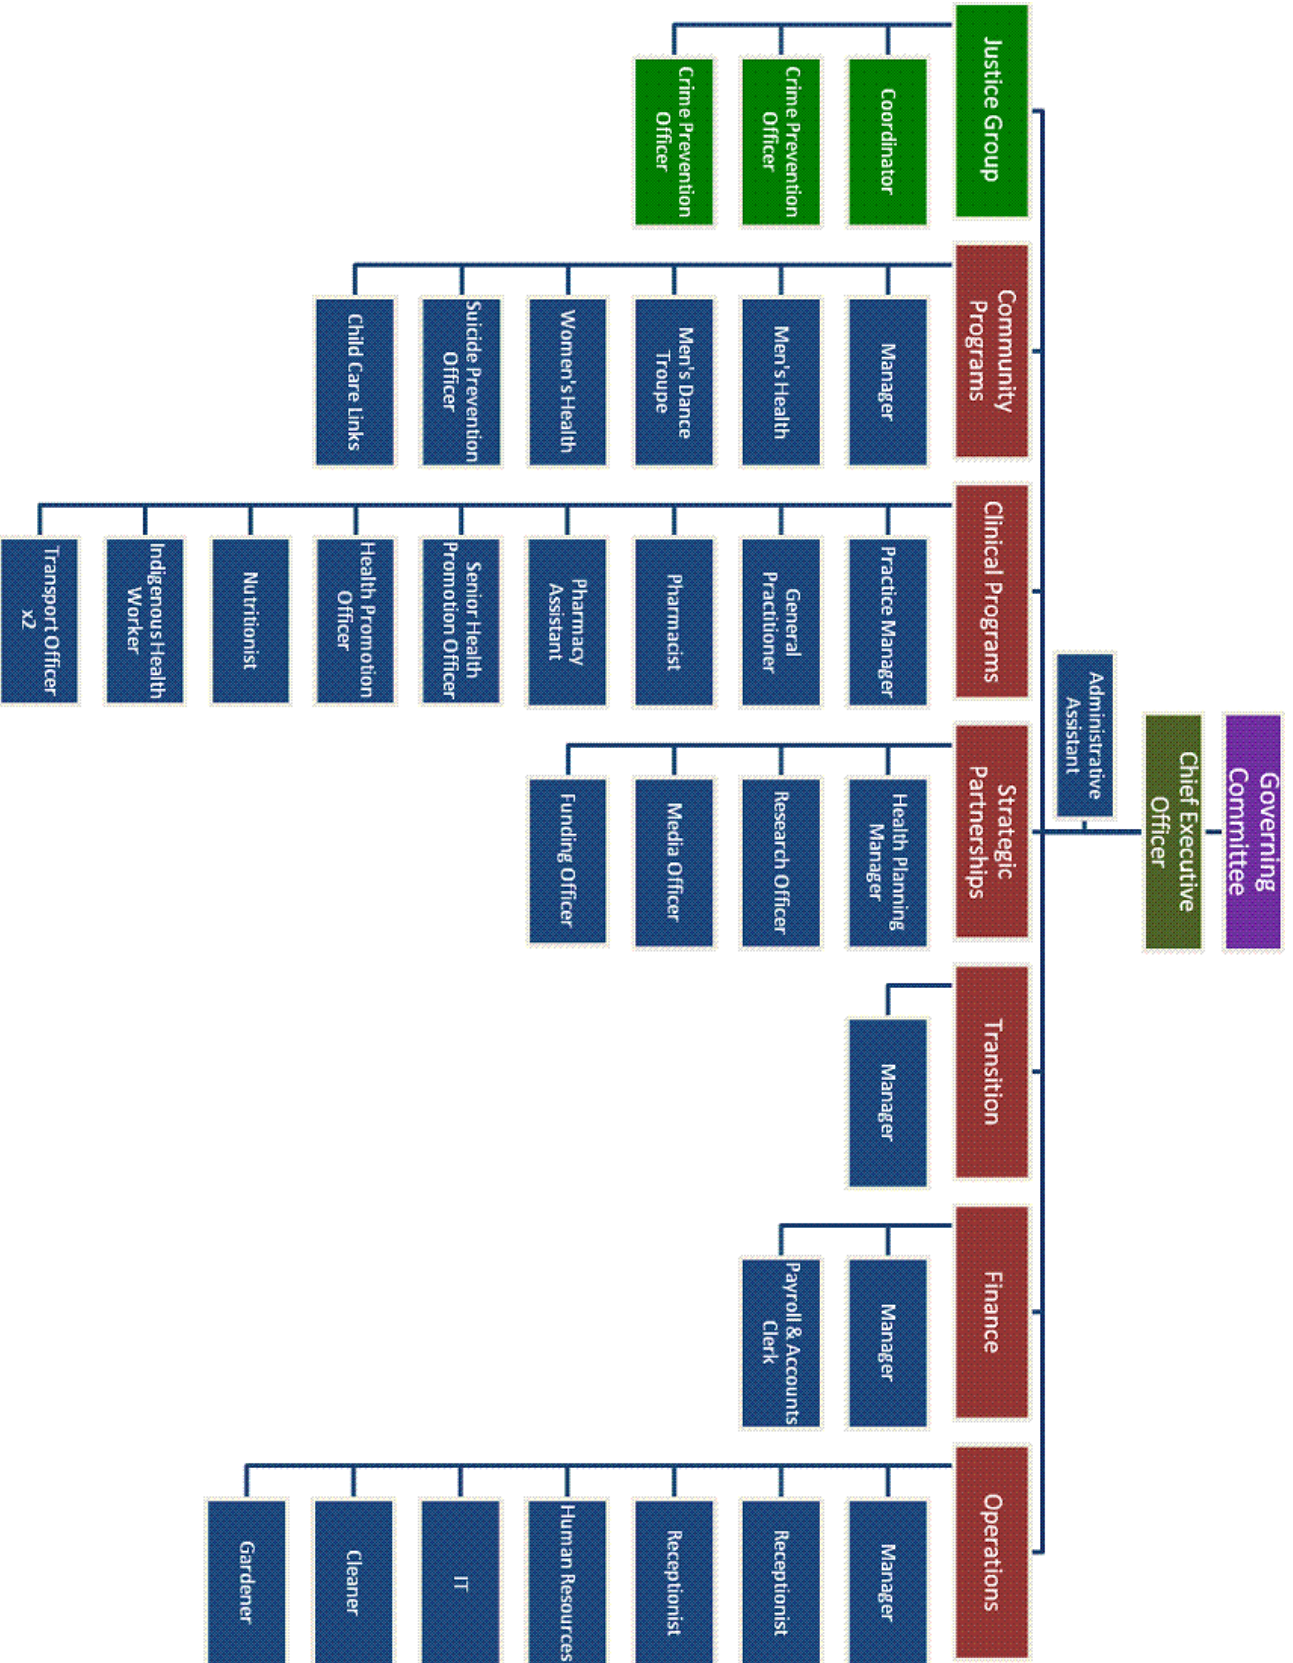 Governing
Committee
Chief Executive
Officer
Administrative
Assistant
Justice Group
Coordinator
Crime Prevention
Officer
Crime Prevention
Officer
Community
Programs
Manager
Men's Health
Men's Dance
Troupe
Women's Health
Suicide Prevention
Officer
Child Care Links
Clinical Programs
Practice Manager
General
Practitioner
Pharmacist
Pharmacy
Assistant
Senior Health
Promotion Officer
Health Promotion
Officer
Nutritionist
Indigenous Health
Worker
Transport Officer
x2
Strategic
Partnerships
Health Planning
Manager
Research Officer
Media Officer
Funding Officer
Transition
Manager
Finance
Manager
Payroll & Accounts
Clerk
Operations
Manager
Receptionist
Receptionist
Human Resources
IT
Cleaner
Gardener